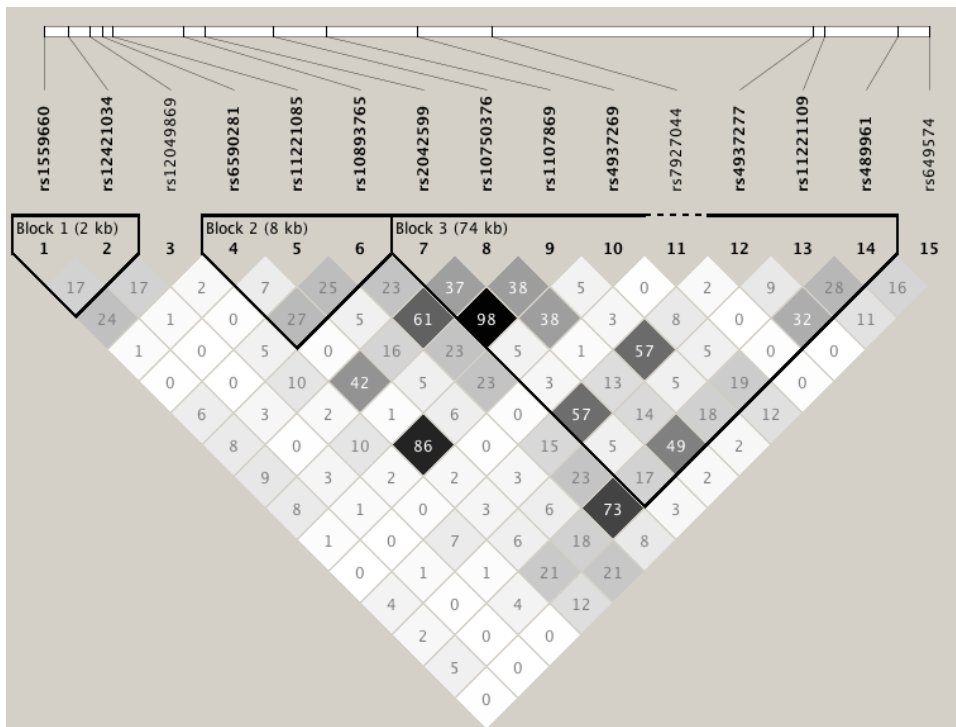 rs1559660
rs12421034
rs12049869
rs6590281
rs11221085
rs10893765
rs2042599
rs10750376
rs1107869
rs4937269
rs7927044
rs4937277
rs11221109
rs4899961
rs649574
Block 1 (2 kb) Block 2 (8 kb) Block 3 (74 kb)
1 2 3 4 5 6 7 8 9 10 11 12 13 14 15
17 17 2 7 25 23 37 38 5 0 2 9 28 16
24 1 0 27 5 61 98 38 3 8 0 32 11
1 0 5 0 16 23 5 1 57 5 0 0
0 0 10 42 5 23 3 13 5 19 0
6 3 2 1 6 0 57 14 18 12
8 0 10 86 0 15 5 49 2
9 3 2 2 3 23 17 2
8 1 0 3 6 73 3
1 0 7 6 18 8
0 1 1 21 21
4 0 4 12
2 0 0
5 0
0